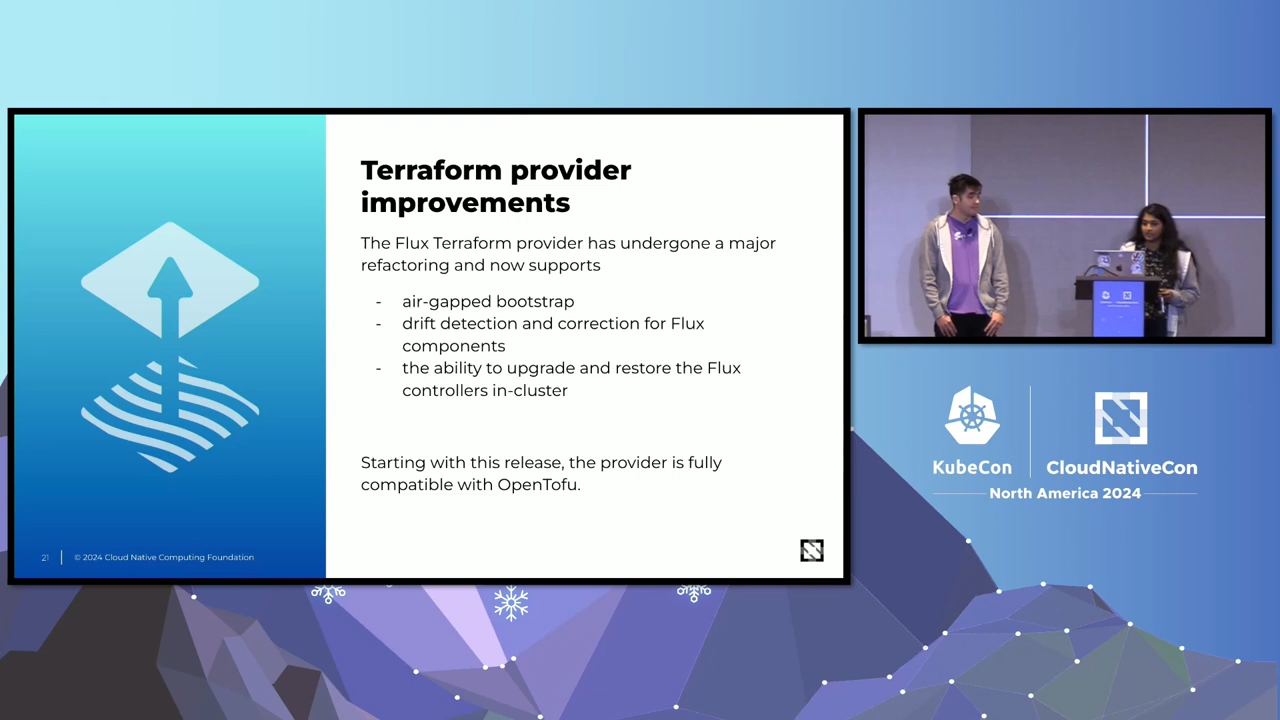 Terraform provider
improvements
The Flux Terraform provider has undergone a major
refactoring and now supports
- air-gapped bootstrap
- drift detection and correction for Flux
components
- the ability to upgrade and restore the Flux
controllers in-cluster
Starting with this release, the provider is fully
compatible with OpenTofu.
21 © 2024 Cloud Native Computing Foundation
KubeCon
CloudNativeCon
North America 2024